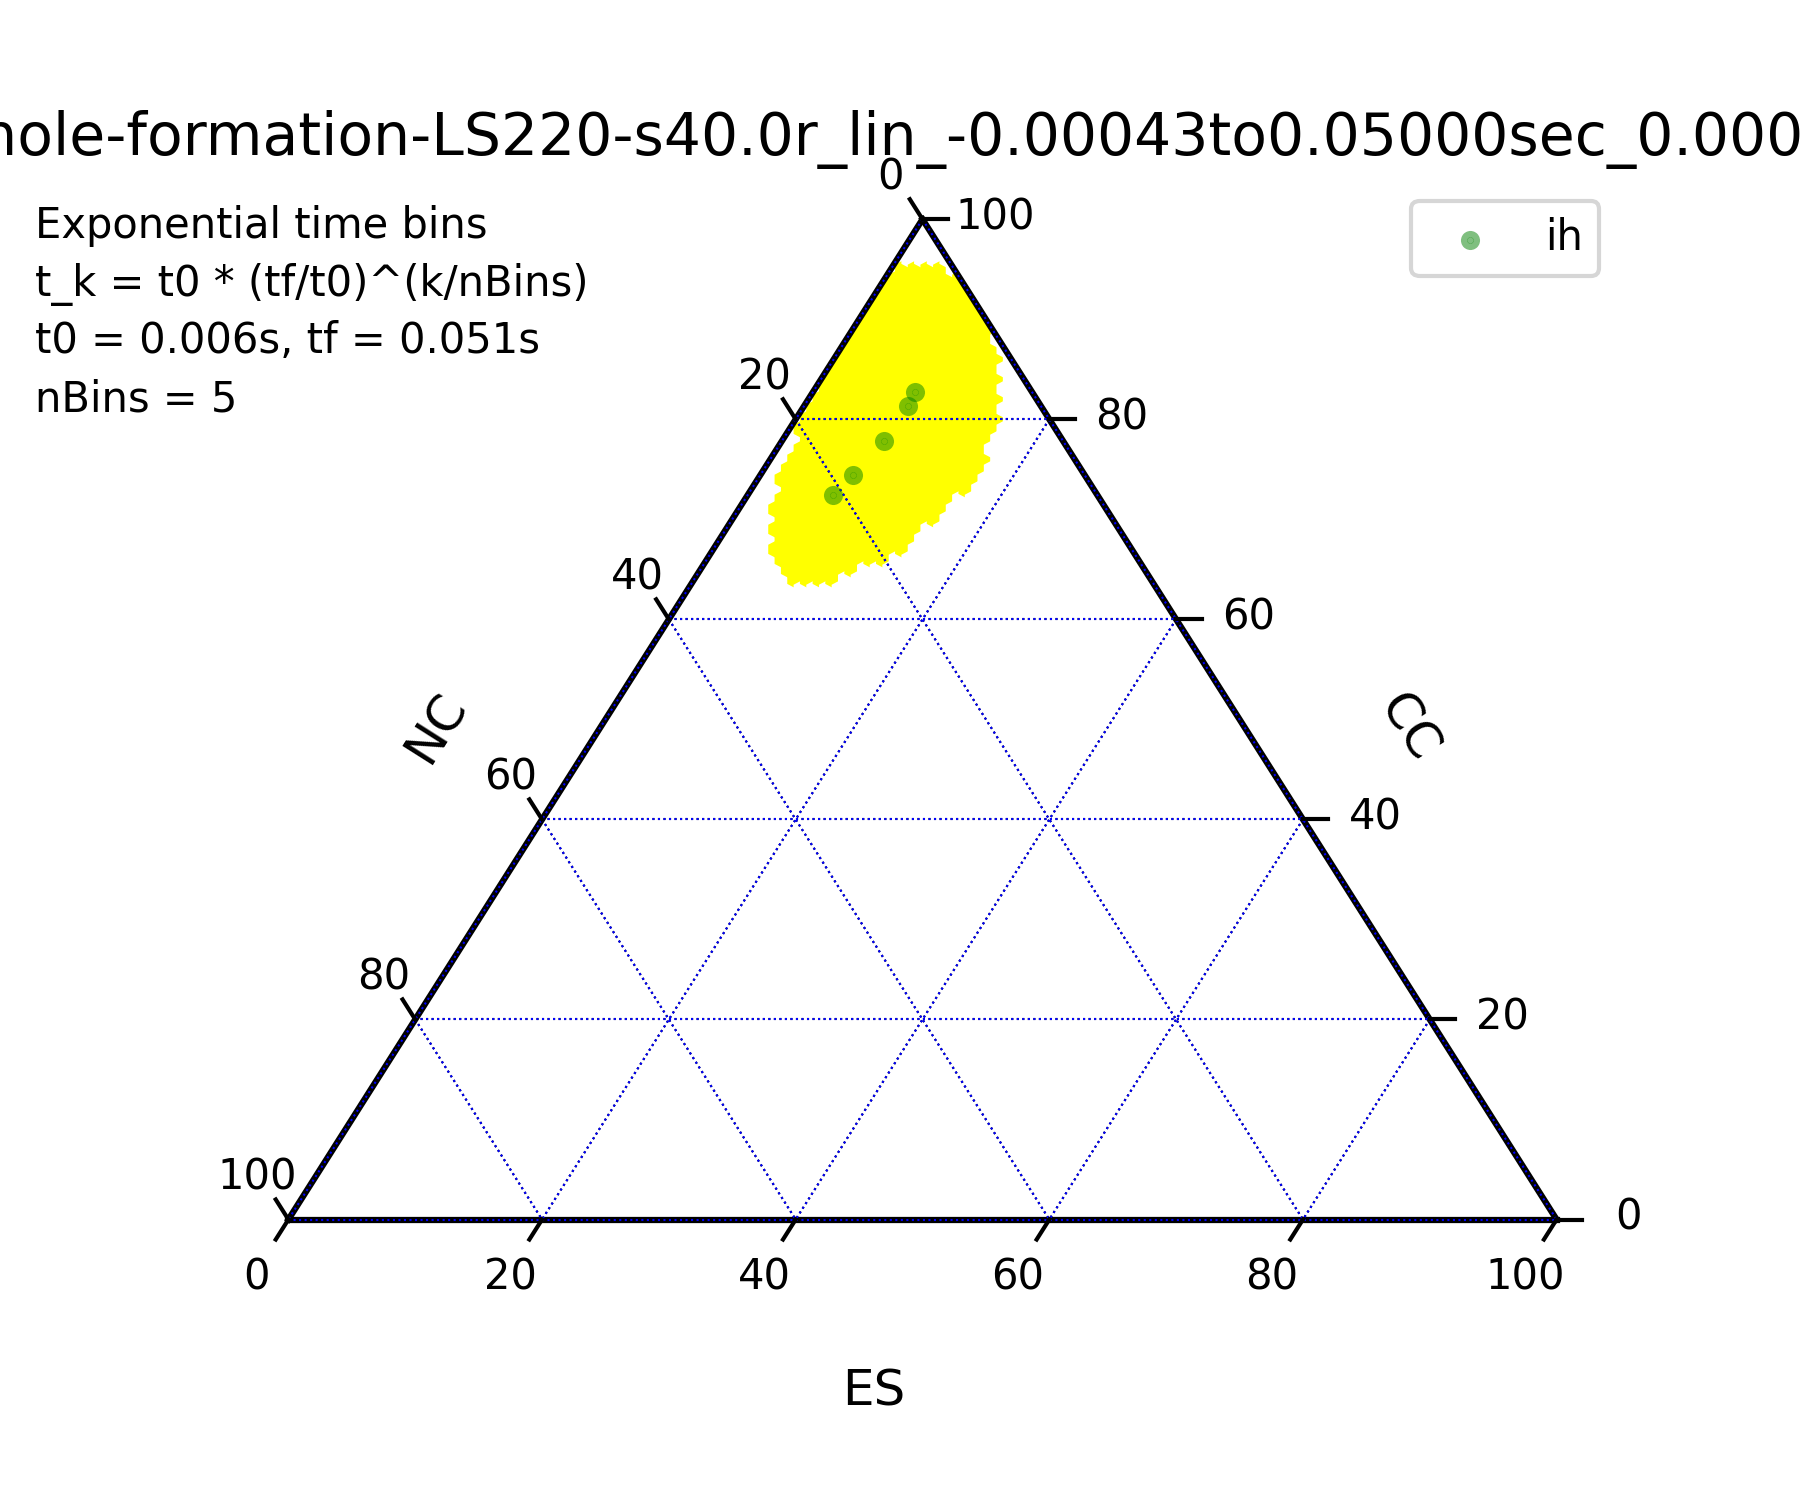 hole-formation-LS220-s40.0r_lin_-0.00043to0.05000sec_0.000
Exponential time bins
t_k = t0 * (tf/t0)^(k/nBins)
t0 = 0.006s, tf = 0.051s
nBins = 5
ih
0
100
20
80
40
60
NC
CC
60
40
80
20
100
0
0
20
40
60
80
100
ES